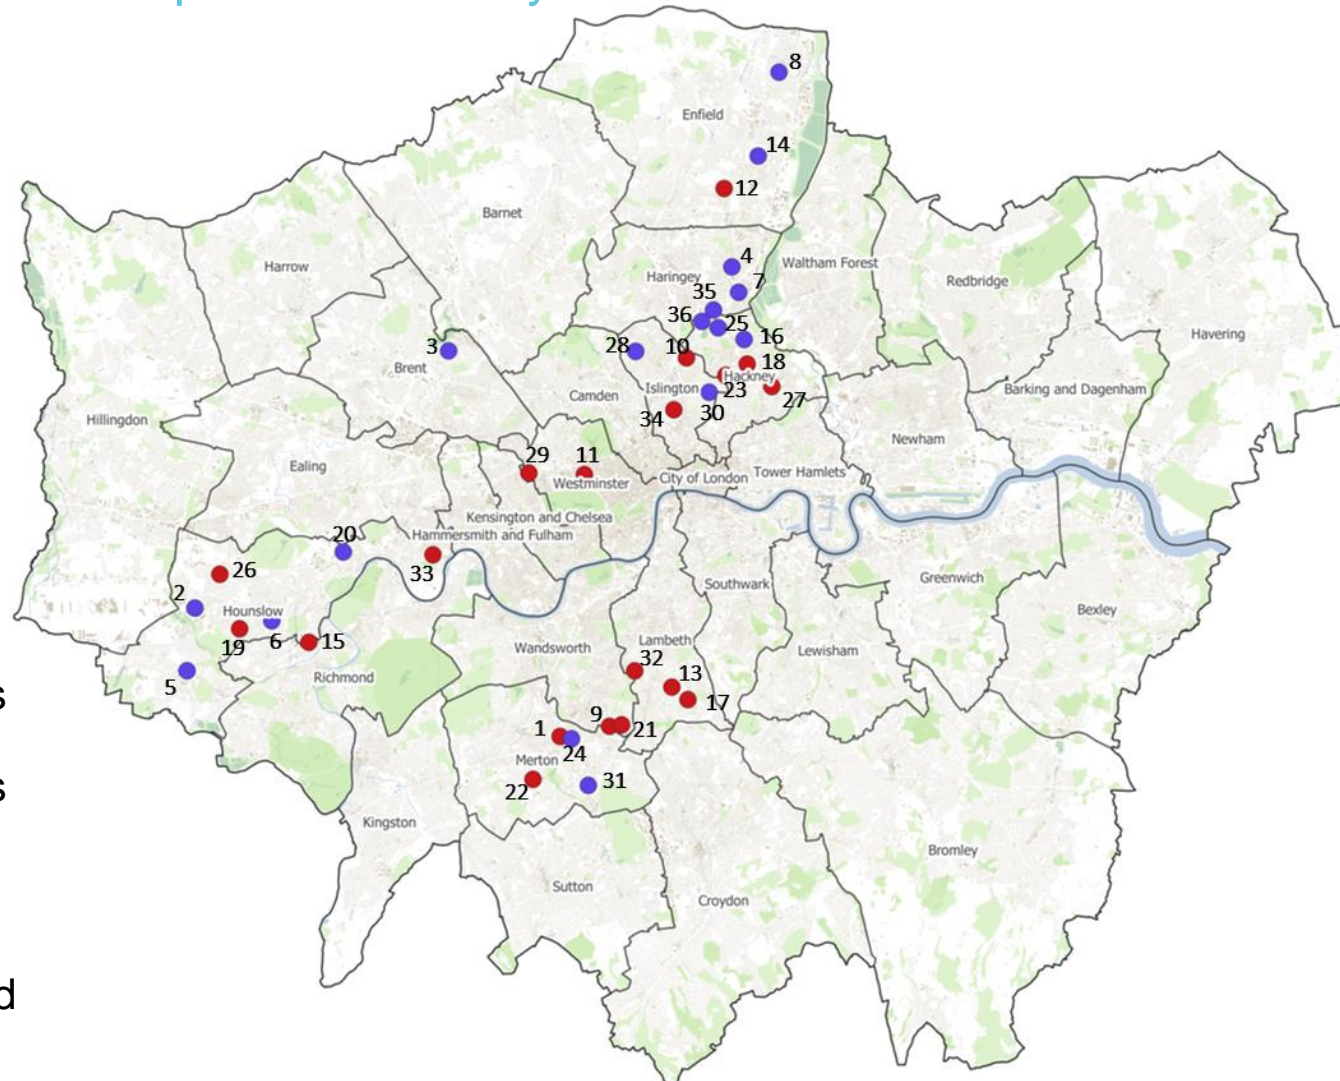 8
Enfield
14
12
Barnet
Harrow
4
Haringey
Waltham Forest
7
Redbridge
35
36
25
16
Havering
3
28
10
18
Brent
Hackney
Islington
23
Barking and Dagenham
Camden
27
30
34
Hillingdon
Newham
29
11
Ealing
Westminster
City of London
Tower Hamlets
Kensington and Chelsea
20
Hammersmith and Fulham
33
26
Southwark
Greenwich
2
Hounslow
Bexley
19
6
15
Wandsworth
Lambeth
Lewisham
32
Richmond
13
5
17
s
9
21
1
24
Merton
22
31
s
Kingston
Bromley
Sutton
Croydon
d